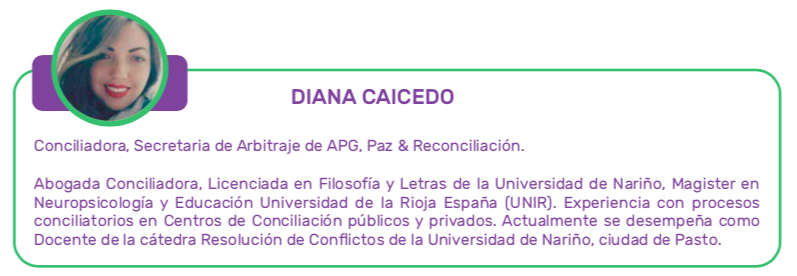 DIANA CAICEDO
Conciliadora, Secretaria de Arbitraje de APG, Paz & Reconciliación.
Abogada Conciliadora, Licenciada en Filosofía y Letras de la Universidad de Nariño, Magister en
Neuropsicología y Educación Universidad de la Rioja España (UNIR). Experiencia con procesos
conciliatorios en Centros de Conciliación públicos y privados. Actualmente se desempeña como
Docente de la cátedra Resolución de Conflictos de la Universidad de Nariño, ciudad de Pasto.